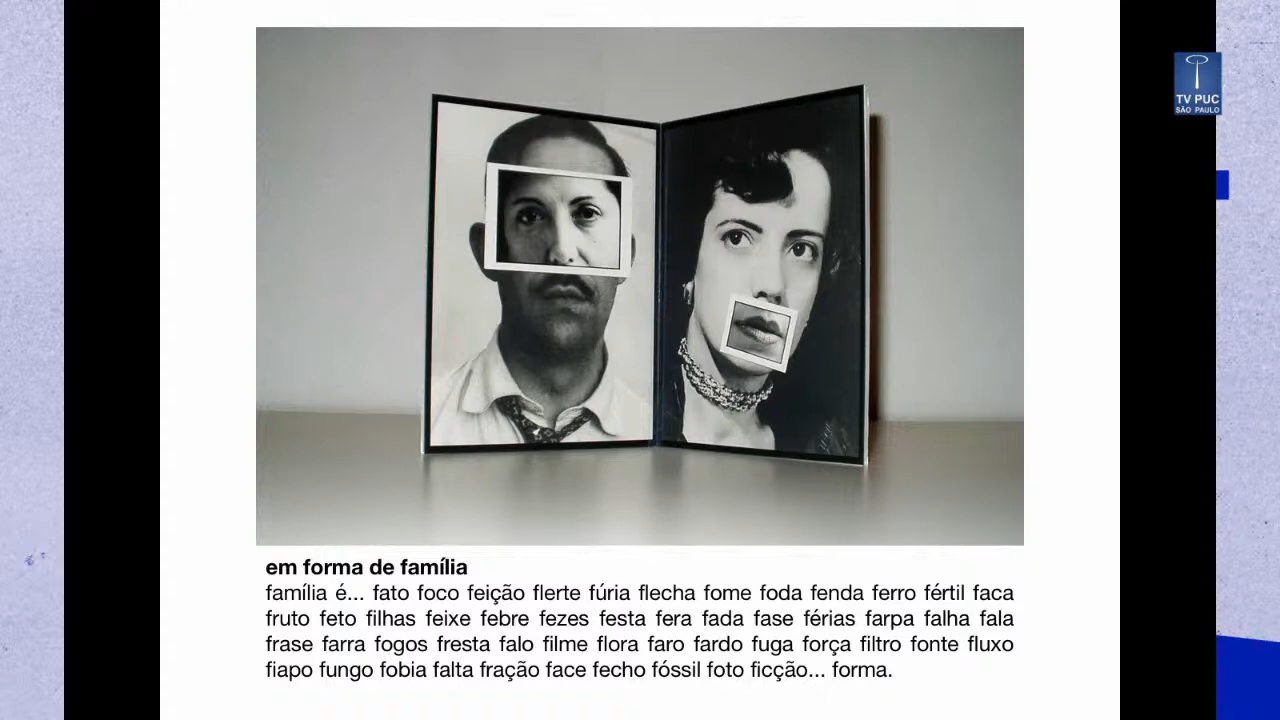 TV PUC
SÃO PAULO
em forma de família
família é... fato foco feição flerte fúria flecha fome foda fenda ferro fértil faca
fruto feto filhas feixe febre fezes festa fera fada fase férias farpa falha fala
frase farra fogos fresta falo filme flora faro fardo fuga força filtro fonte fluxo
fiapo fungo fobia falta fração face fecho fóssil foto ficção... forma.